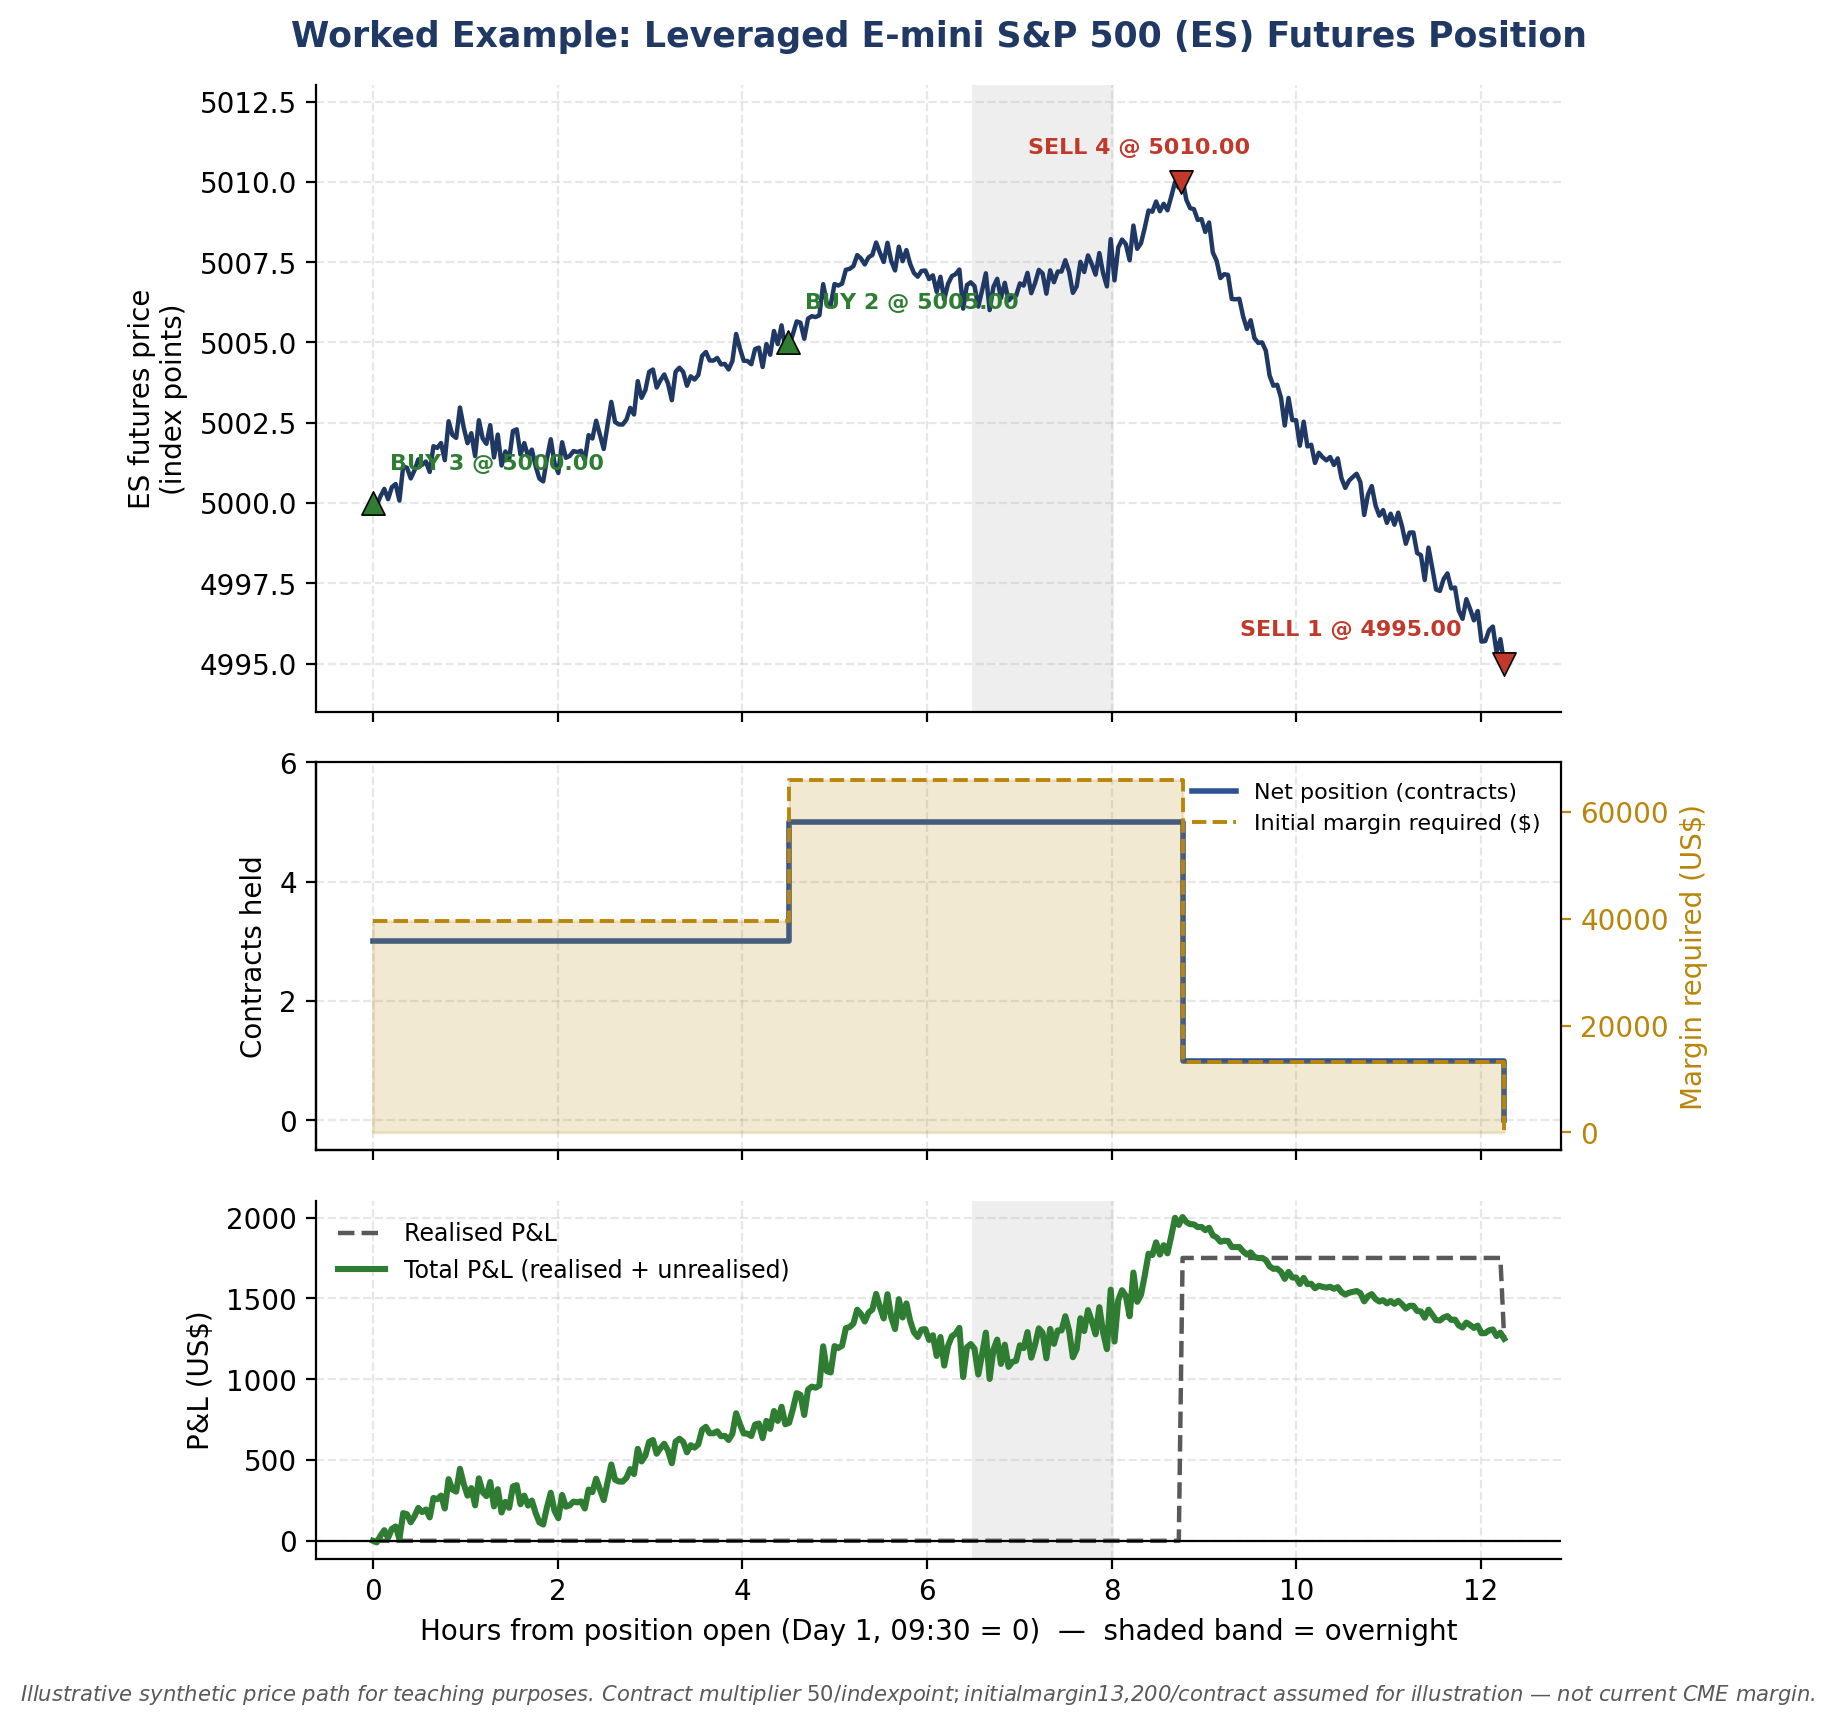 Worked Example: Leveraged E-mini S&P 500 (ES) Futures Position
ES futures price
(index points)
5012.5
5010.0
5007.5
5005.0
5002.5
5000.0
4997.5
4995.0
SELL 4 @ 5010.00
BUY 2 @ 5005.00
BUY 3 @ 5000.00
SELL 1 @ 4995.00
Contracts held
6
4
2
0
Net position (contracts)
Initial margin required ($)
60000
40000
20000
0
Margin required (US$)
P&L (US$)
2000
1500
1000
500
0
Realised P&L
Total P&L (realised + unrealised)
0 2 4 6 8 10 12
Hours from position open (Day 1, 09:30 = 0) — shaded band = overnight
Illustrative synthetic price path for teaching purposes. Contract multiplier 50/indexpoint;initialmargin13,200/contract assumed for illustration — not current CME margin.